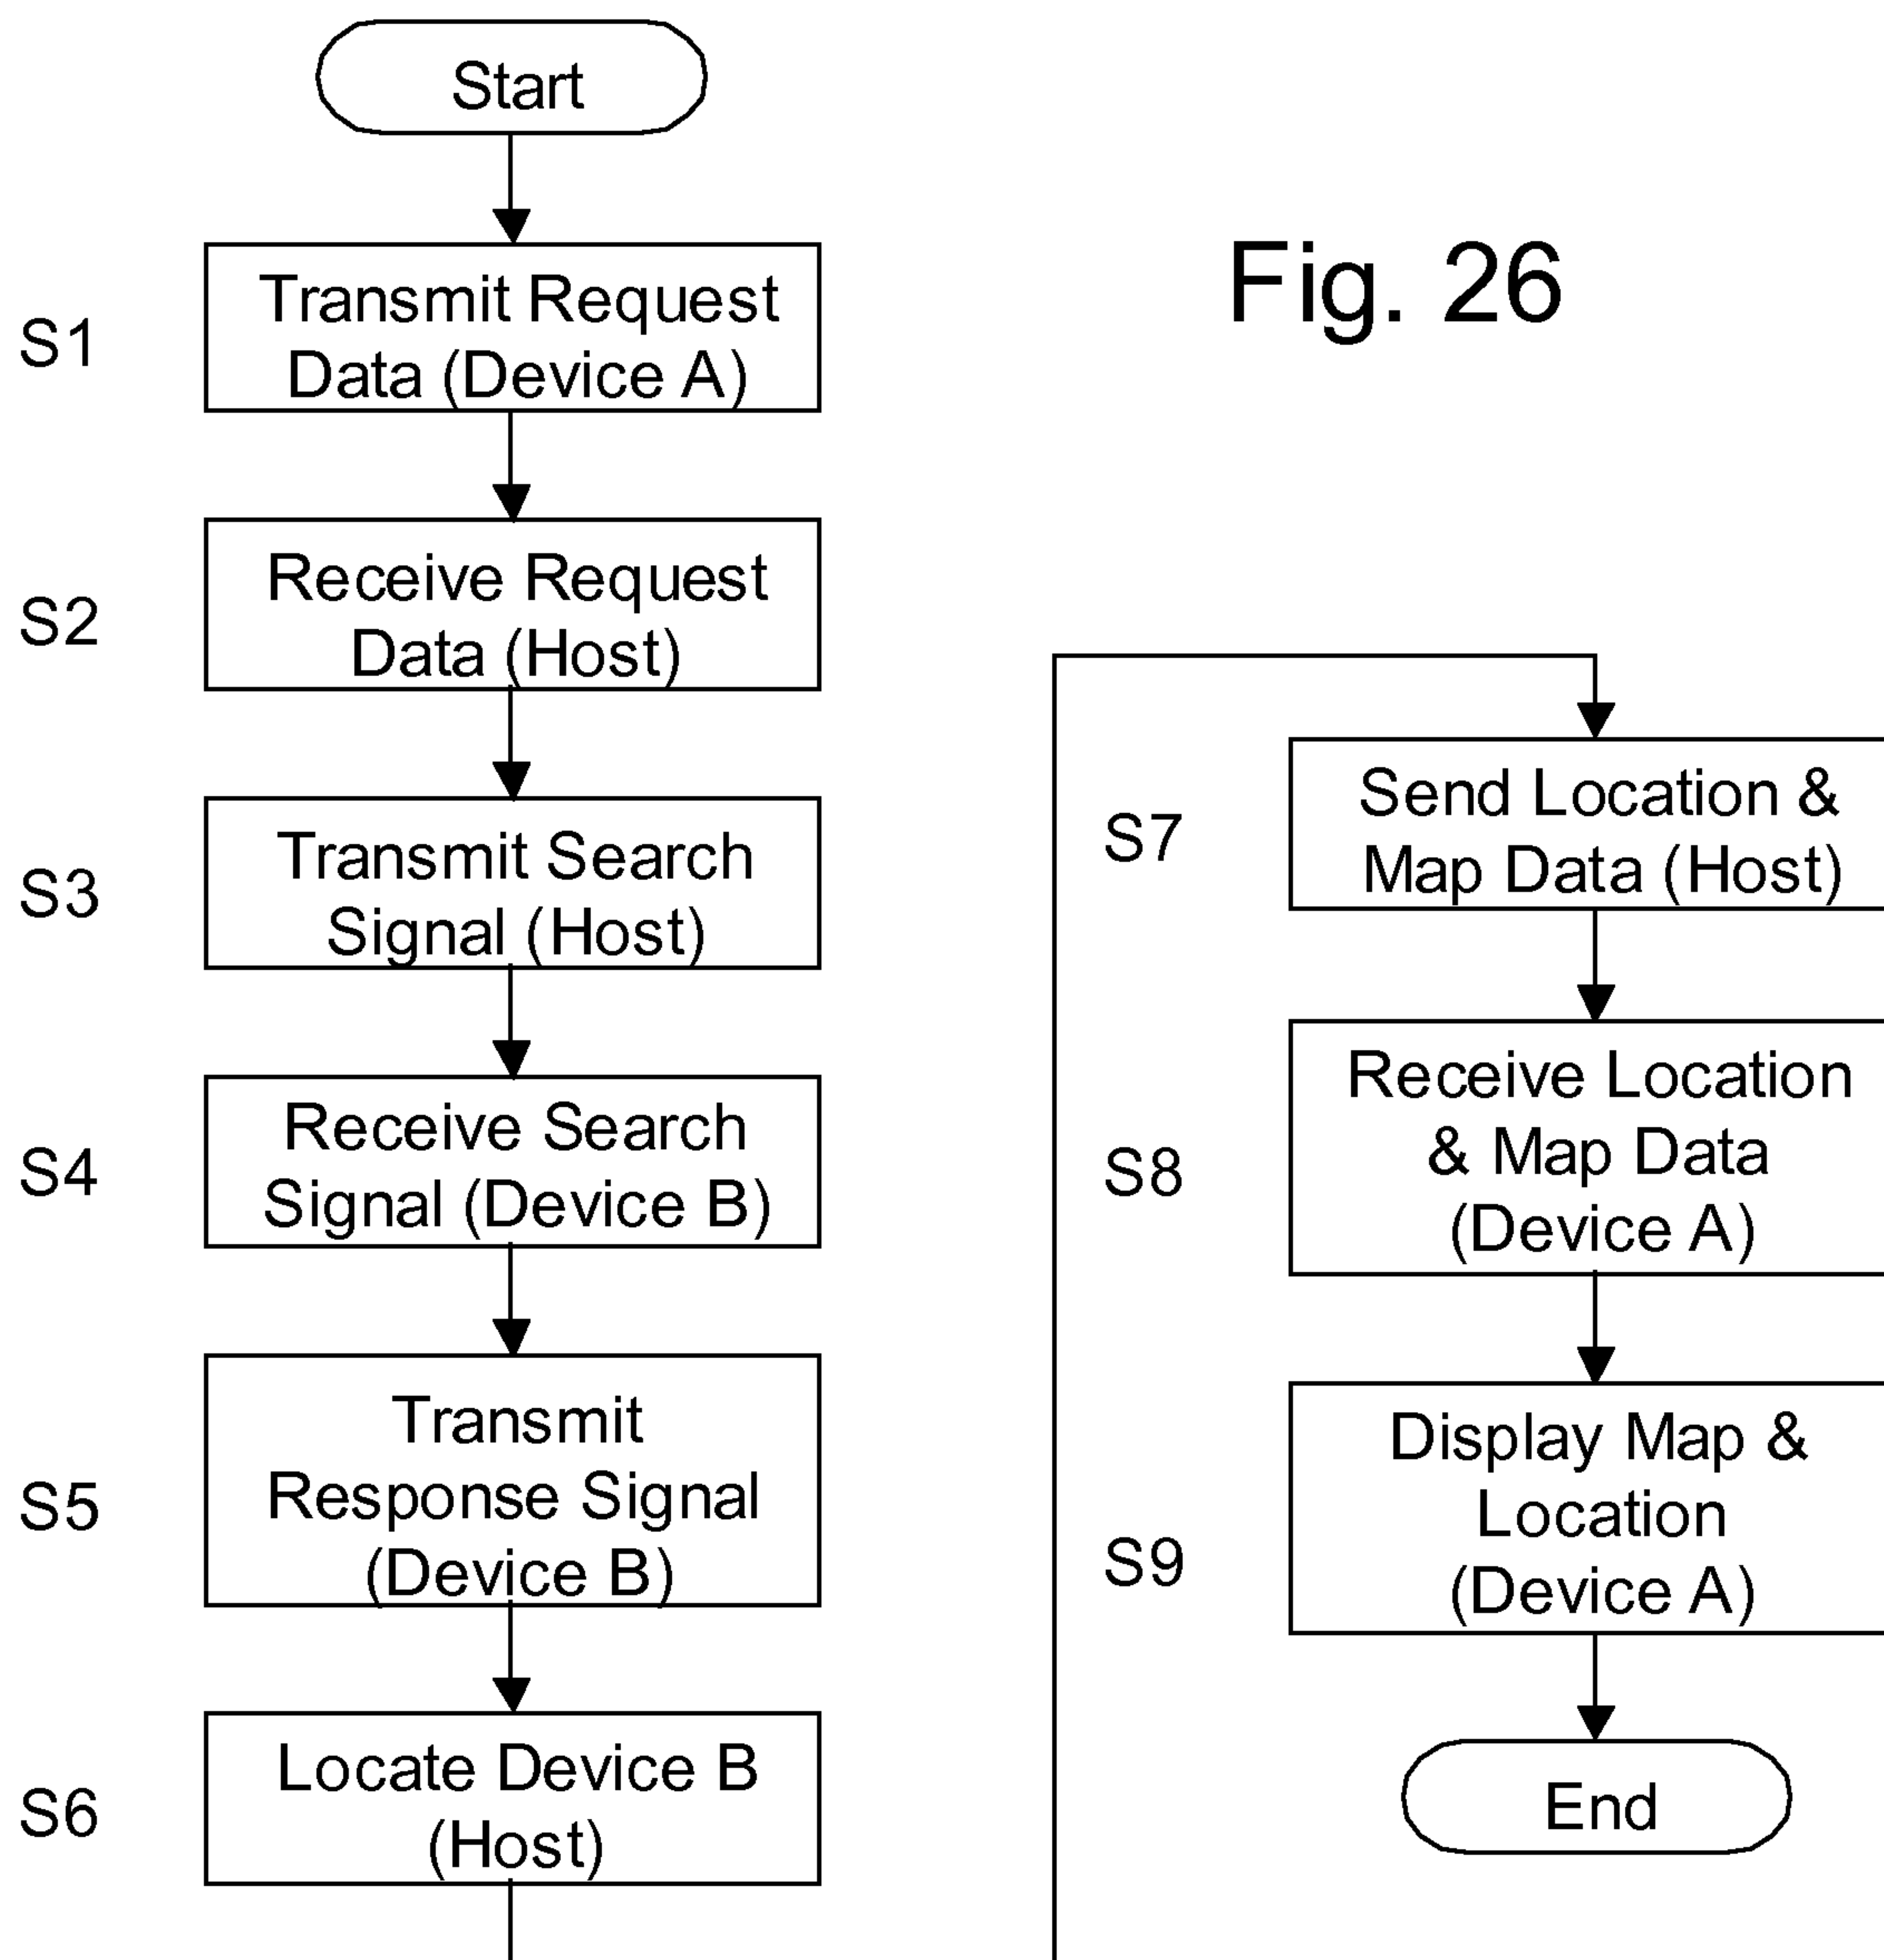 Start
Fig. 26
S1
Transmit Request
Data (Device A)
S2
Receive Request
Data (Host)
S3
Transmit Search
Signal (Host)
S4
Receive Search
Signal (Device B)
S5
Transmit
Response Signal
(Device B)
S6
Locate Device B
(Host)
S7
Send Location &
Map Data (Host)
S8
Receive Location
& Map Data
(Device A)
S9
Display Map &
Location
(Device A)
End